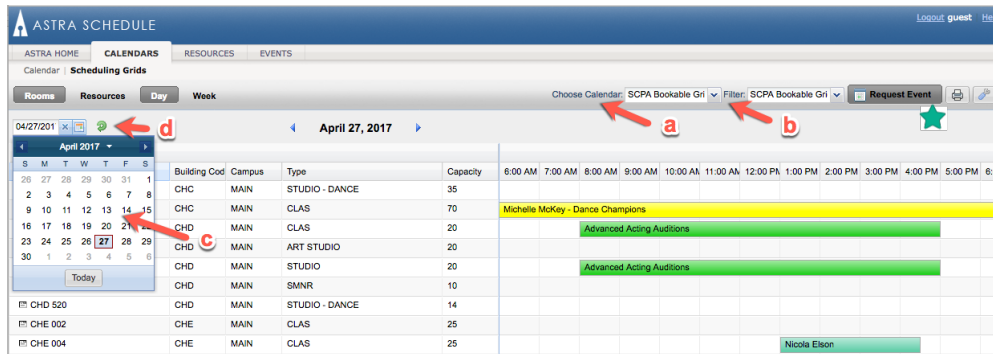 Logout guest He
ASTRA SCHEDULE
ASTRA HOME CALENDARS RESOURCES EVENTS
Calendar | Scheduling Grids
Rooms Resources Day Week Choose Calendar: SCPA Bookable Gri Filter: SCPA Bookable Gri Request Event
a b
04/27/201 d April 27, 2017
April 2017
S M T W T F S Building Cod Campus Type Capacity 6:00 AM 7:00 AM 8:00 AM 9:00 AM 10:00 AM 11:00 AM 12:00 PM 1:00 PM 2:00 PM 3:00 PM 4:00 PM 5:00 PM 6:
26 27 28 29 30 31 1
CHC MAIN STUDIO - DANCE 35
2 3 4 5 6 7 8
9 10 11 12 13 14 15 CHC MAIN CLAS 70 Michelle McKey - Dance Champions
16 17 18 19 20 21 22 CHD MAIN CLAS 20 Advanced Acting Auditions
c
23 24 25 26 27 28 29 CHD MAIN ART STUDIO 20
30 1 2 3 4 5 6
CHD MAIN STUDIO 20 Advanced Acting Auditions
Today
CHD MAIN SMNR 10
CHD 520 CHD MAIN STUDIO - DANCE 14
CHE 002 CHE MAIN CLAS 25
CHE 004 CHE MAIN CLAS 25 Nicola Elson